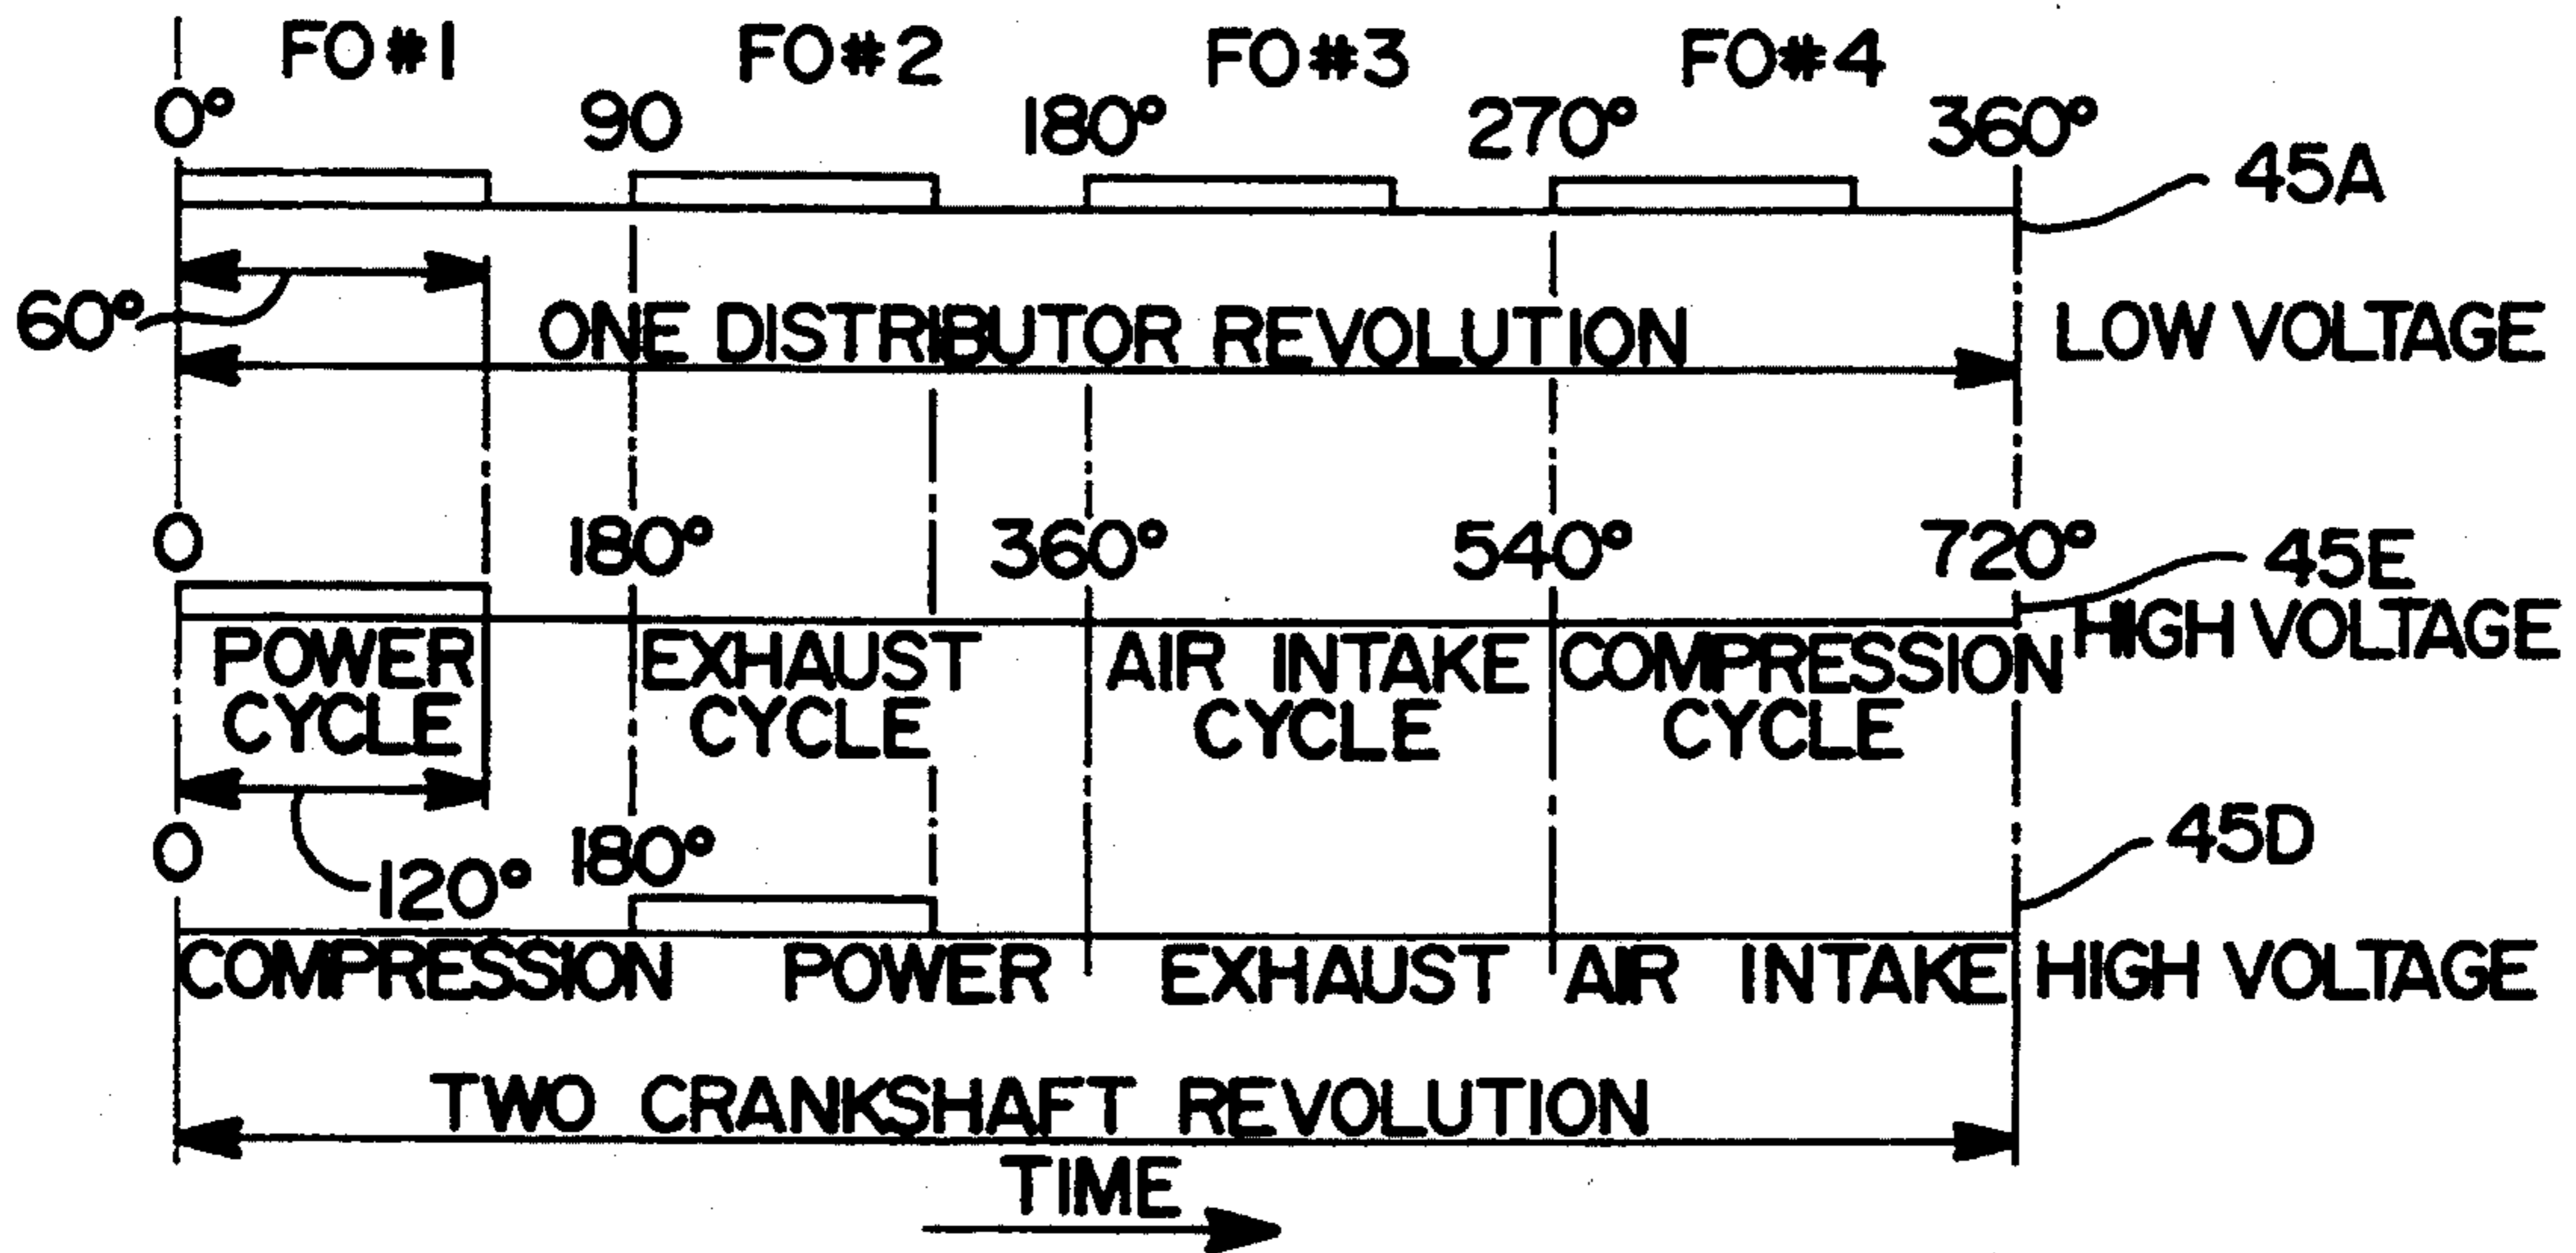 FO#1 FO#2 FO#3 FO#4
0° 90 180° 270° 360°
45A
60°
ONE DISTRIBUTOR REVOLUTION LOW VOLTAGE
0 180° 360° 540° 720° 45E
HIGH VOLTAGE
POWER EXHAUST AIR INTAKE COMPRESSION
CYCLE CYCLE CYCLE CYCLE
0 120° 180° 45D
COMPRESSION POWER EXHAUST AIR INTAKE HIGH VOLTAGE
TWO CRANKSHAFT REVOLUTION
TIME